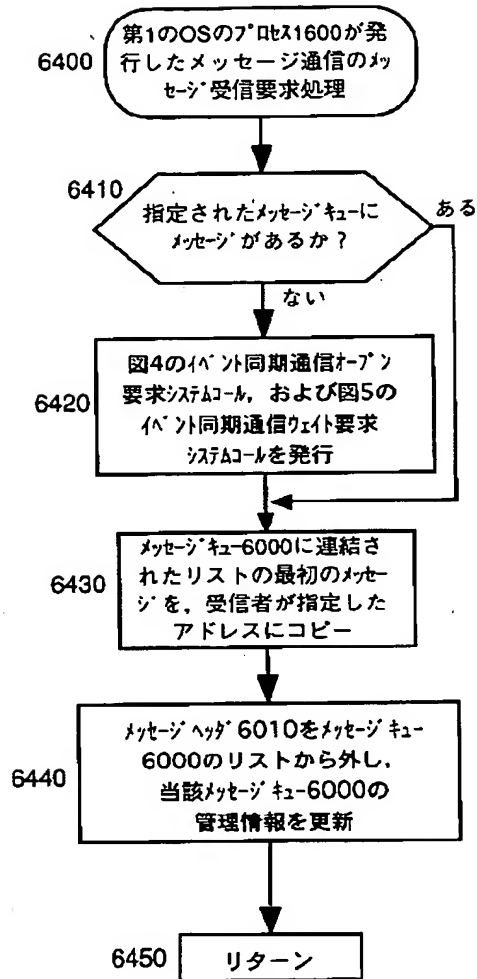 6400
第1のOSのプロセス1600が発
行したメッセージ通信のメッ
セージ受信要求処理
6410
指定されたメッセージキューに
メッセージがあるか？
ある
ない
6420
図4のイベント同期通信オープン
要求システムコール，および図5の
イベント同期通信ウェイト要求
システムコールを発行
6430
メッセージキュー6000に連結さ
れたリストの最初のメッセー
ジを，受信者が指定した
アドレスにコピー
6440
メッセージヘッダ6010をメッセージキュー
6000のリストから外し，
当該メッセージキュー6000の
管理情報を更新
6450
リターン